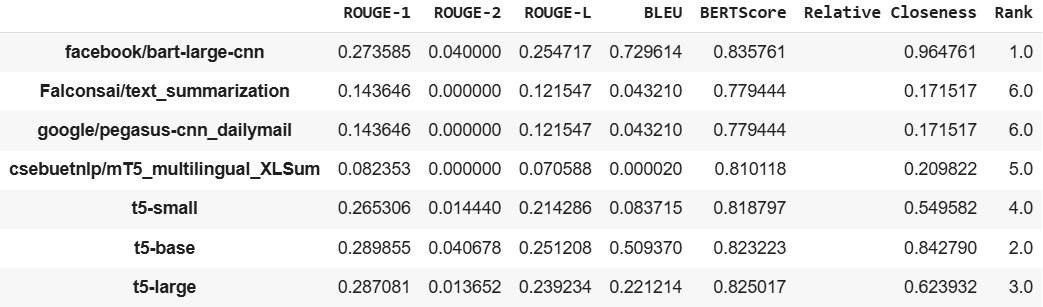 ROUGE-1 ROUGE-2 ROUGE-L BLEU BERTScore Relative Closeness Rank
facebook/bart-large-cnn 0.273585 0.040000 0.254717 0.729614 0.835761 0.964761 1.0
Falconsai/text_summarization 0.143646 0.000000 0.121547 0.043210 0.779444 0.171517 6.0
google/pegasus-cnn_dailymail 0.143646 0.000000 0.121547 0.043210 0.779444 0.171517 6.0
csebuetnlp/mT5_multilingual_XLSum 0.082353 0.000000 0.070588 0.000020 0.810118 0.209822 5.0
t5-small 0.265306 0.014440 0.214286 0.083715 0.818797 0.549582 4.0
t5-base 0.289855 0.040678 0.251208 0.509370 0.823223 0.842790 2.0
t5-large 0.287081 0.013652 0.239234 0.221214 0.825017 0.623932 3.0